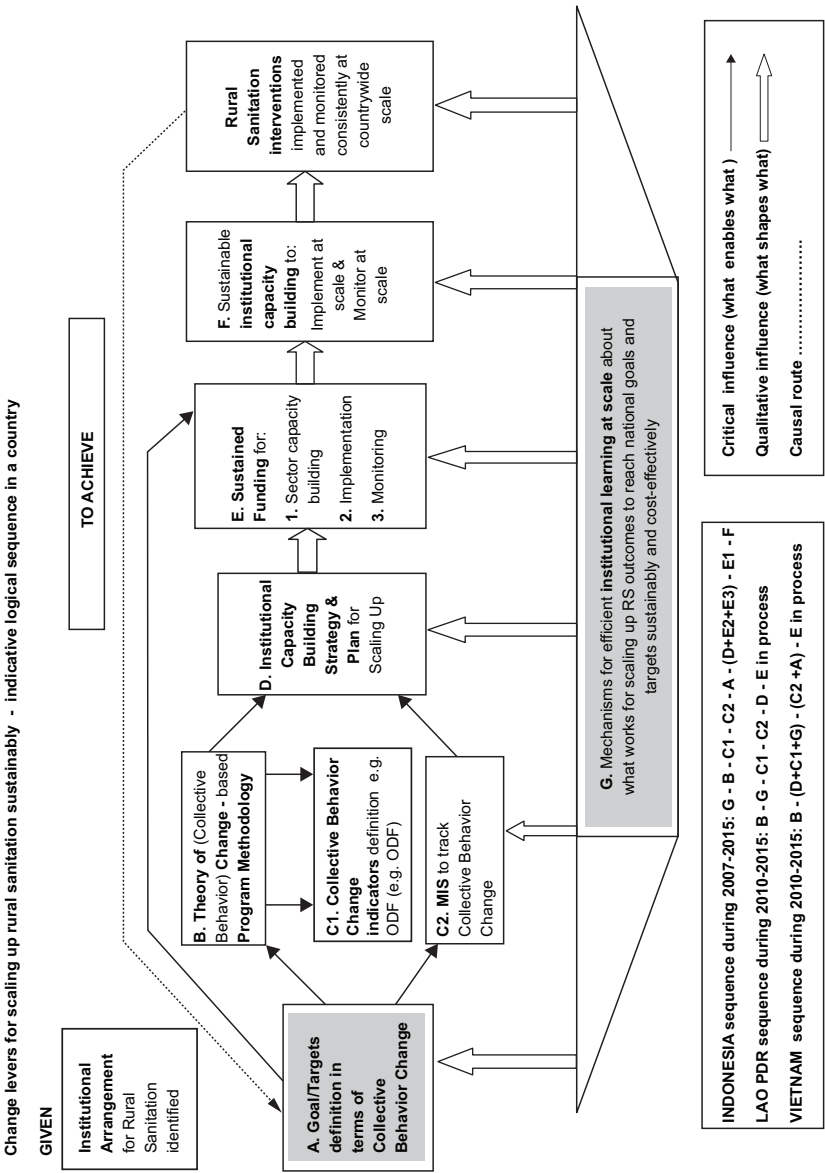 Change levers for scaling up rural sanitation sustainably - indicative logical sequence in a country
GIVEN
TO ACHIEVE
Institutional
Arrangement
for Rural
Sanitation
identified
A. Goal/Targets
definition in
terms of
Collective
Behavior Change
B. Theory of (Collective
Behavior) Change - based
Program Methodology
C1. Collective Behavior
Change
indicators definition e.g.
ODF (e.g. ODF)
C2. MIS to track
Collective Behavior
Change
D. Institutional
Capacity
Building
Strategy &
Plan for
Scaling Up
E. Sustained
Funding for:
1. Sector capacity
building
2. Implementation
3. Monitoring
F. Sustainable
institutional
capacity
building to:
Implement at
scale &
Monitor at
scale
Rural
Sanitation
interventions
implemented
and monitored
consistently at
countrywide
scale
G. Mechanisms for efficient institutional learning at scale about
what works for scaling up RS outcomes to reach national goals and
targets sustainably and cost-effectively
INDONESIA sequence during 2007-2015: G - B - C1 - C2 - A - (D+E2+E3) - E1 - F
LAO PDR sequence during 2010-2015: B - G - C1 - C2 - D - E in process
VIETNAM sequence during 2010-2015: B - (D+C1+G) - (C2 +A) - E in process
Critical influence (what enables what )
Qualitative influence (what shapes what)
Causal route ........................